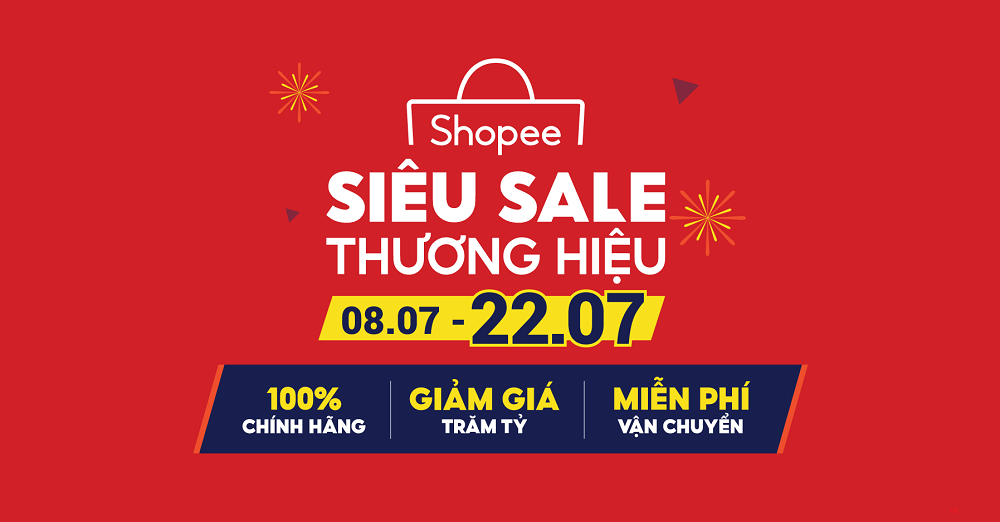 Shopee
SIÊU SALE
THƯƠNG HIỆU
08.07 - 22.07
100%
CHÍNH HÃNG
GIẢM GIÁ
TRĂM TỶ
MIỄN PHÍ
VẬN CHUYỂN